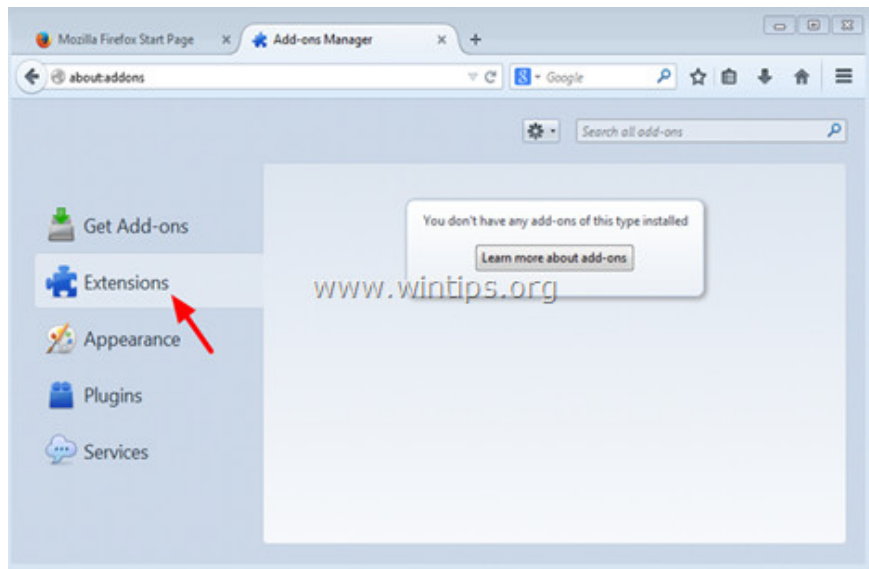 Mozilla Firefox Start Page
Add-ons Manager
about:addons
Google
Search all add-ons
Get Add-ons
Extensions
Appearance
Plugins
Services
You don't have any add-ons of this type installed
Learn more about add-ons
www.wintips.org